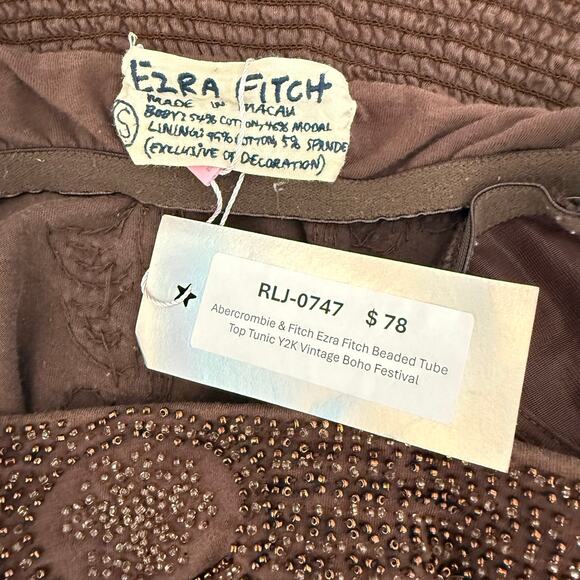 EZRA FITCH
MADE IN MACAU
BODY: 54% COTTON, 46% MODAL
LINING: 95% COTTON, 5% SPANDE
(EXCLUSIVE OF DECORATION)
S
RLJ-0747 $ 78
Abercrombie & Fitch Ezra Fitch Beaded Tube
Top Tunic Y2K Vintage Boho Festival